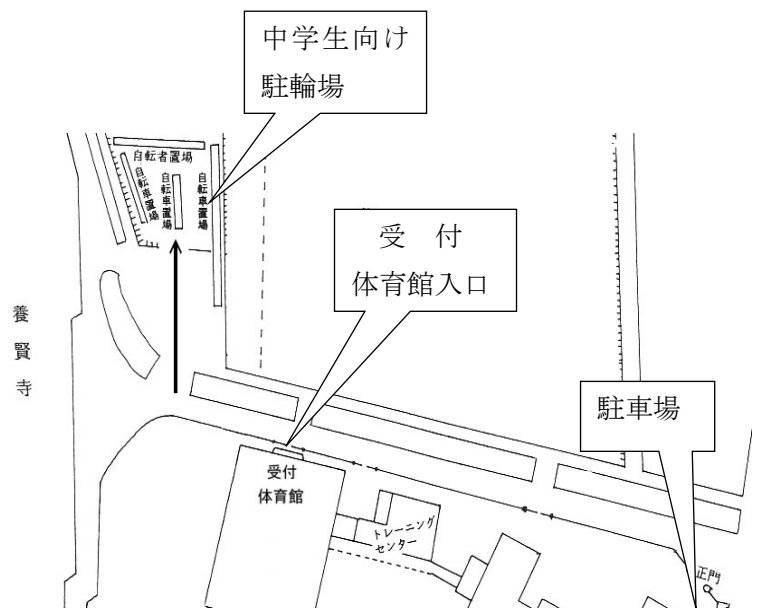 中学生向け
駐輪場
自転者置場
自転車置場
自転車置場
自転車置場
受　付
体育館入口
養賢寺
駐車場
受付
体育館
トレーニング
センター
正門